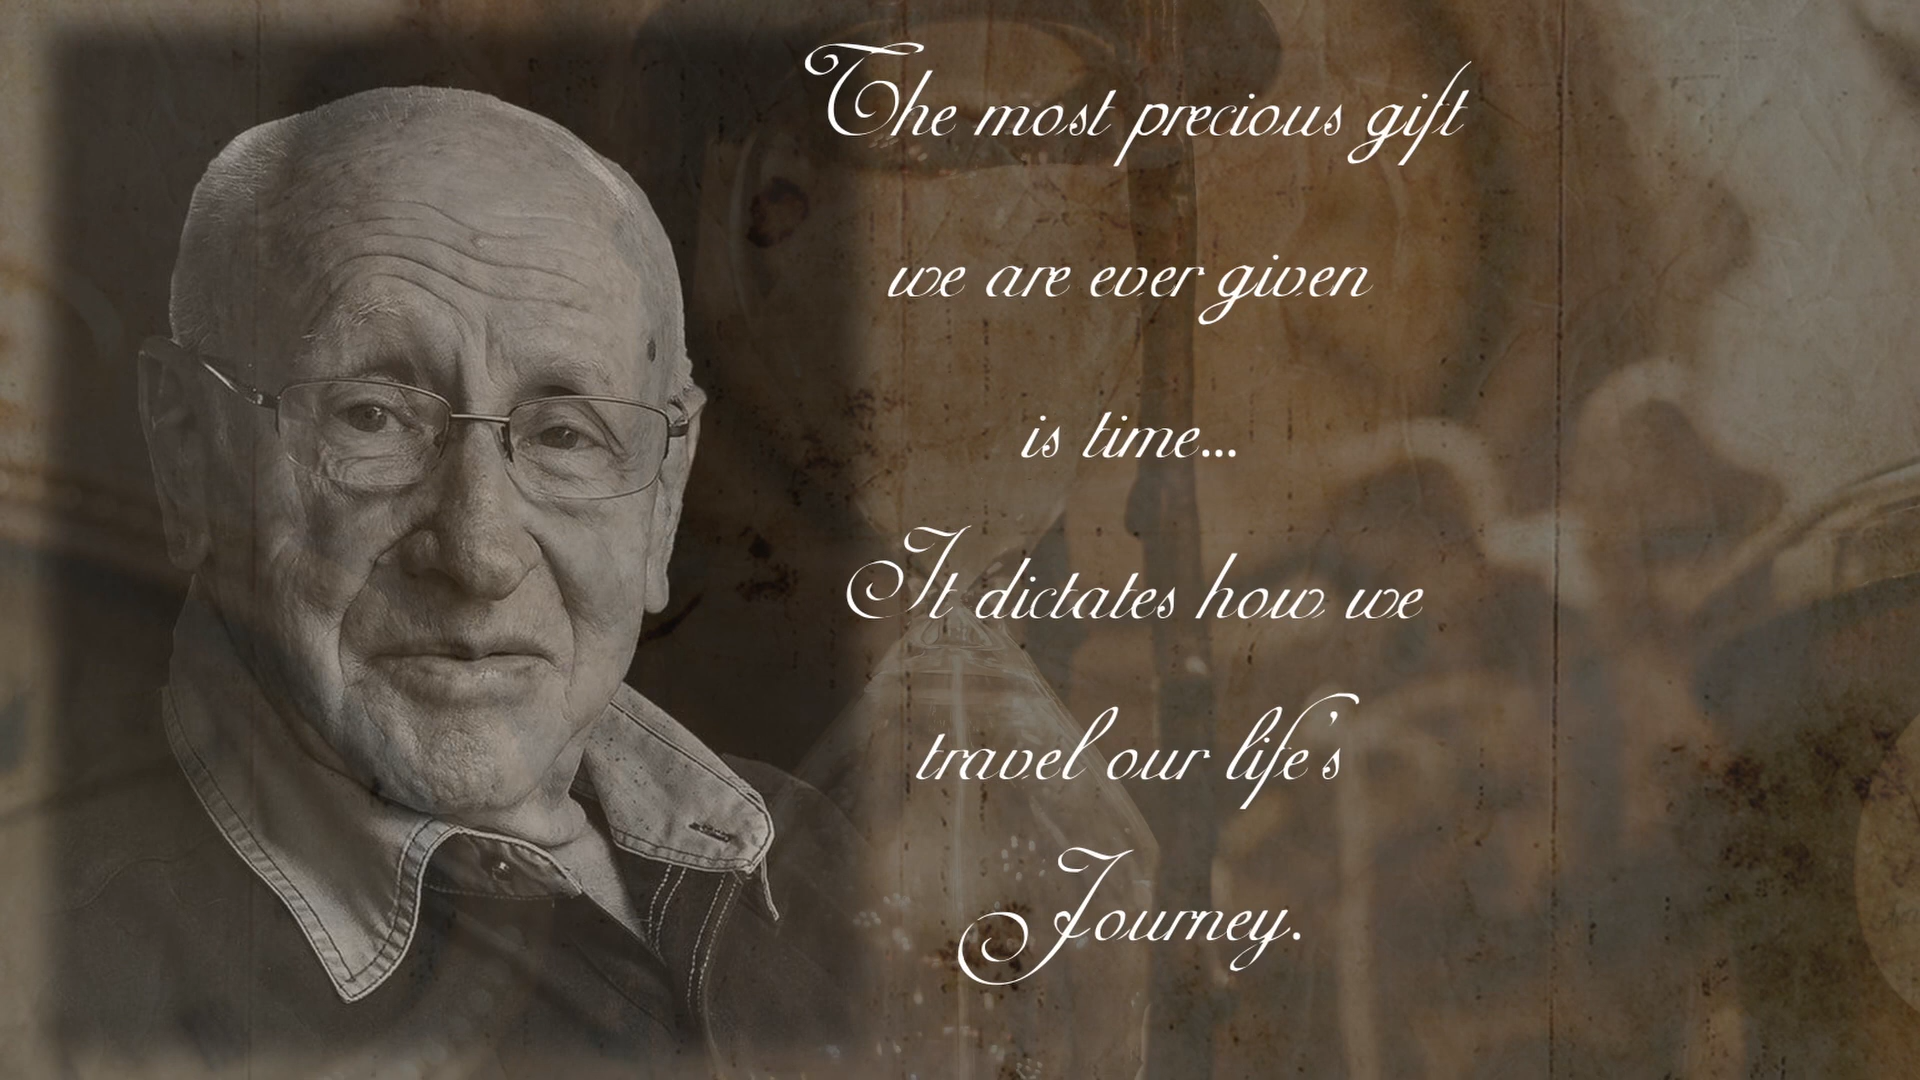 The most precious gift
we are ever given
is time...
It dictates how we
travel our life's
Journey.